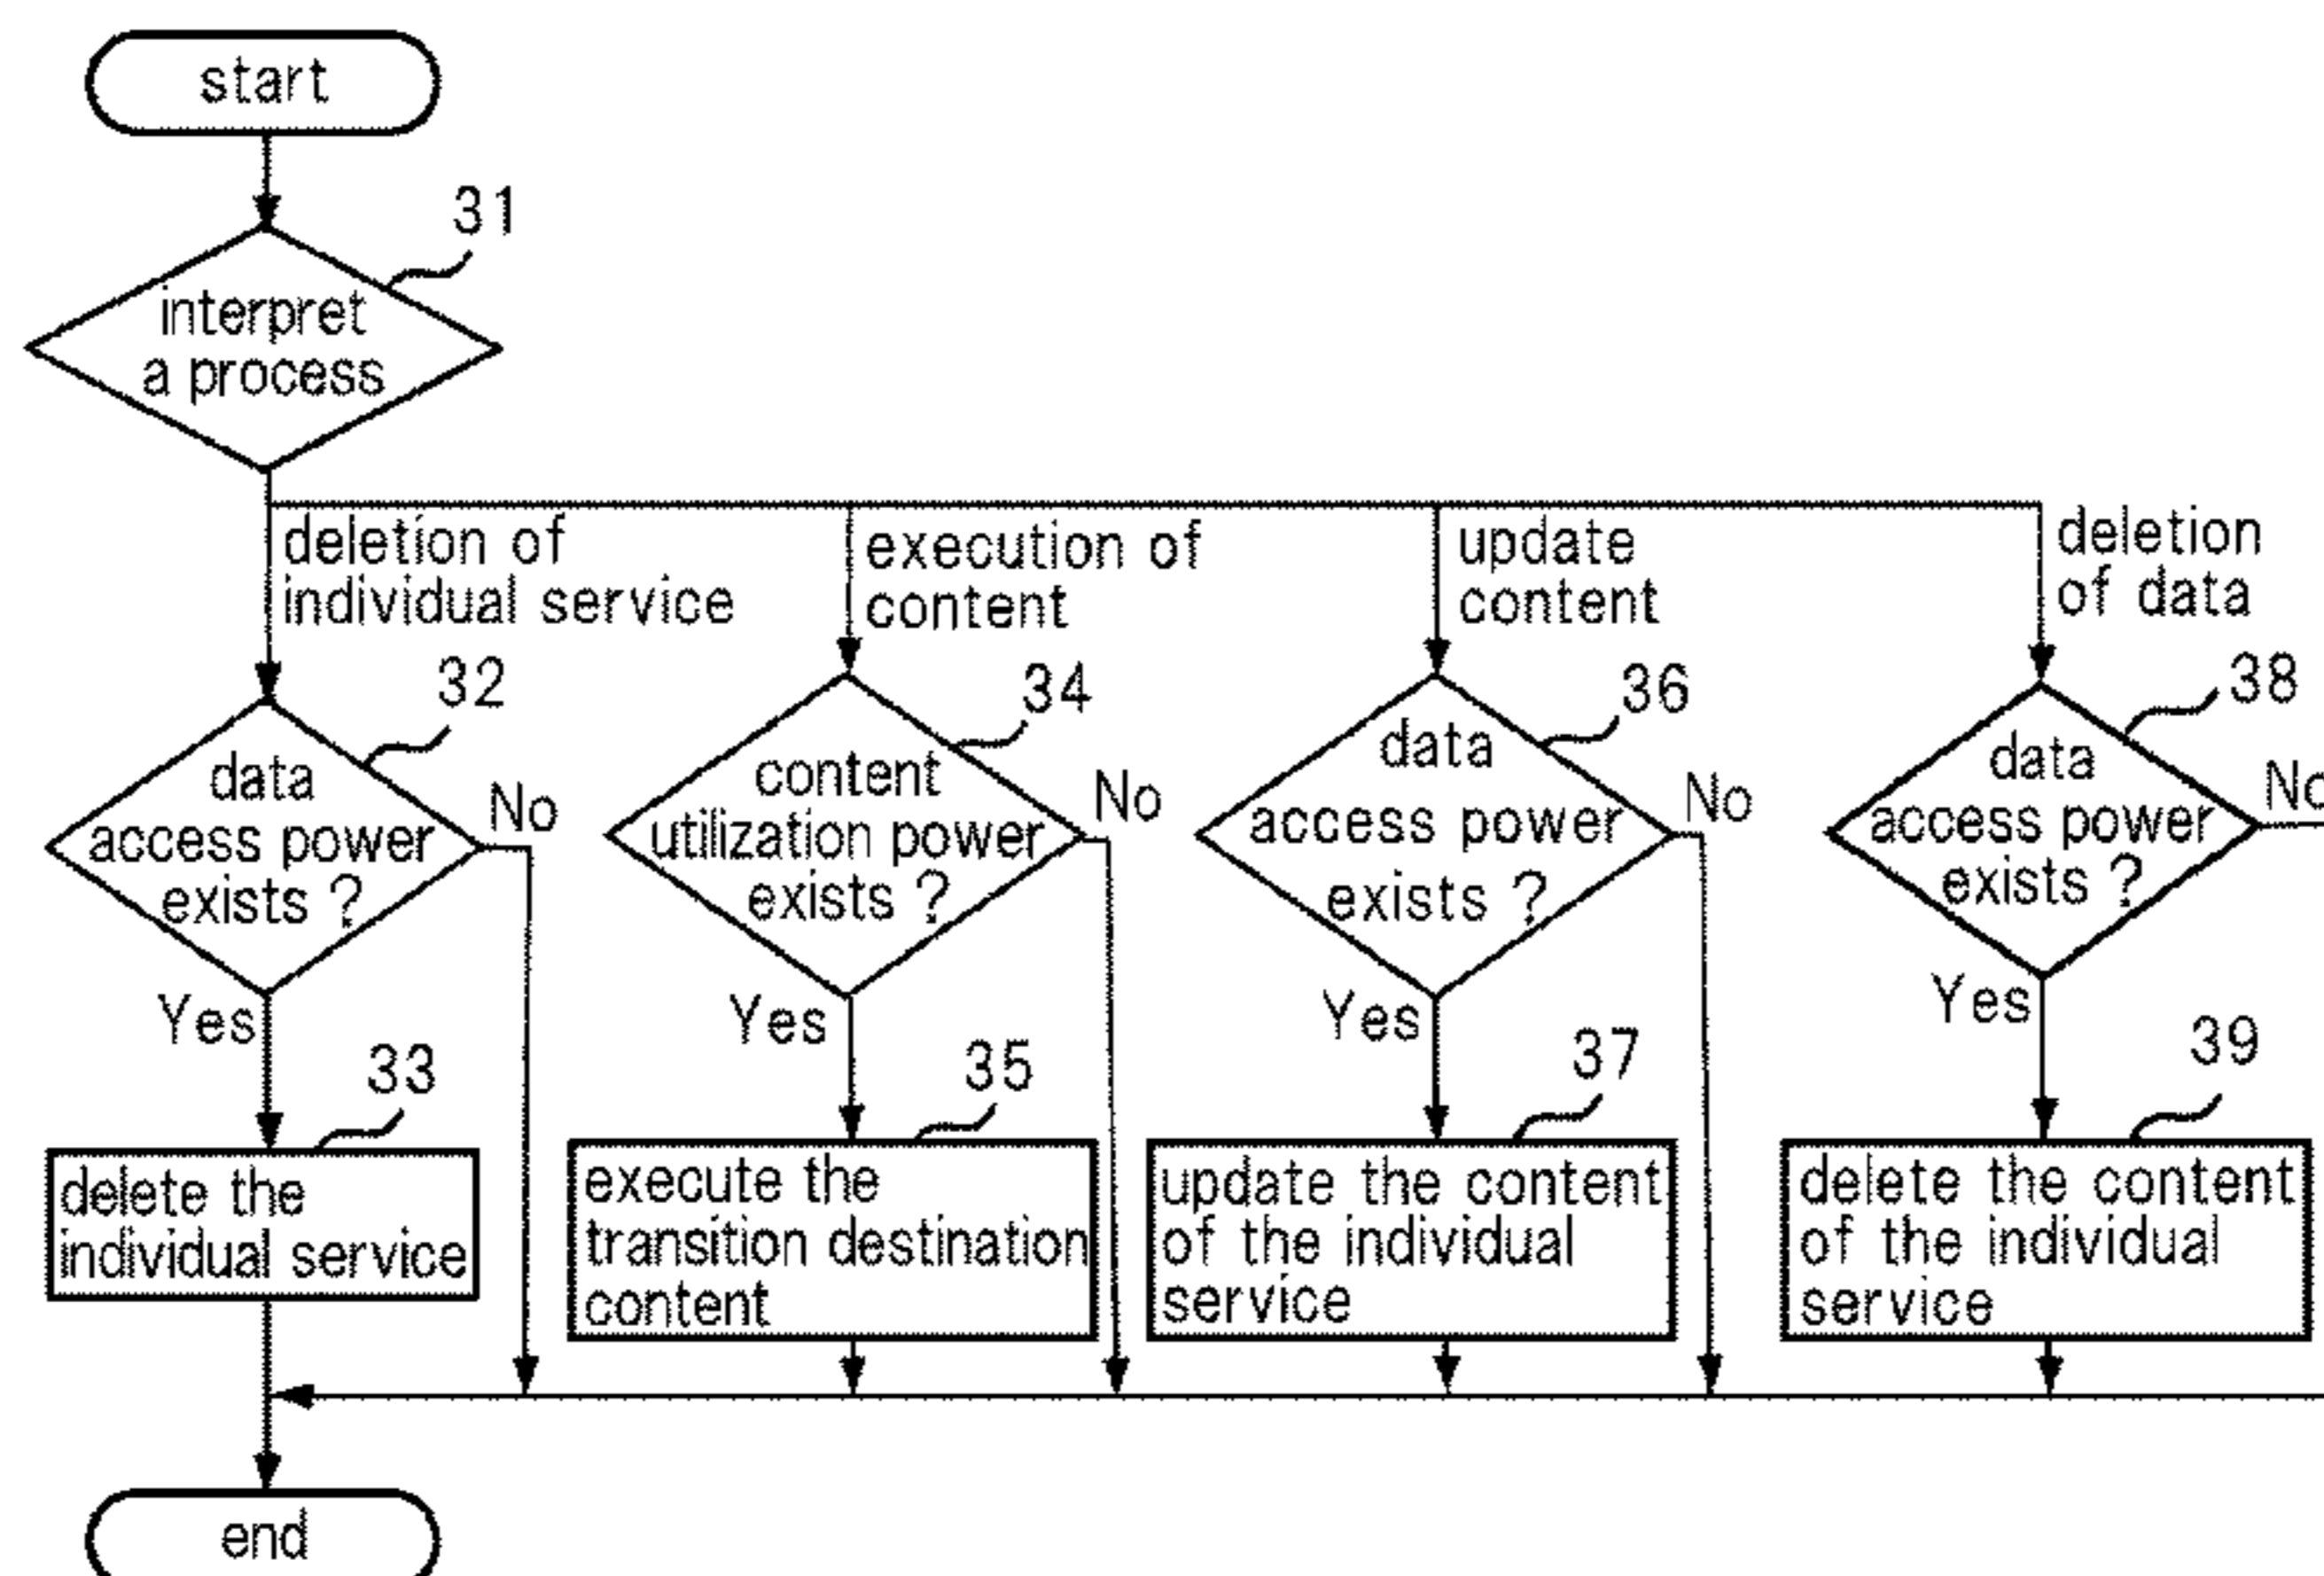 start
31
interpret
a process
deletion of
individual service
execution of
content
update
content
deletion
of data
32
data
access power
exists ?
No
Yes
34
content
utilization power
exists ?
No
Yes
36
data
access power
exists ?
No
Yes
38
data
access power
exists ?
No
Yes
33
delete the
individual service
35
execute the
transition destination
content
37
update the content
of the individual
service
39
delete the content
of the individual
service
end